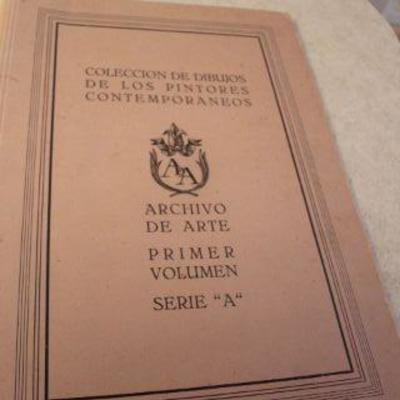 COLECCION DE DIBUJOS
DE LOS PINTORES
CONTEMPORANEOS
AA
ARCHIVO
DE ARTE
PRIMER
VOLUMEN
SERIE "A"